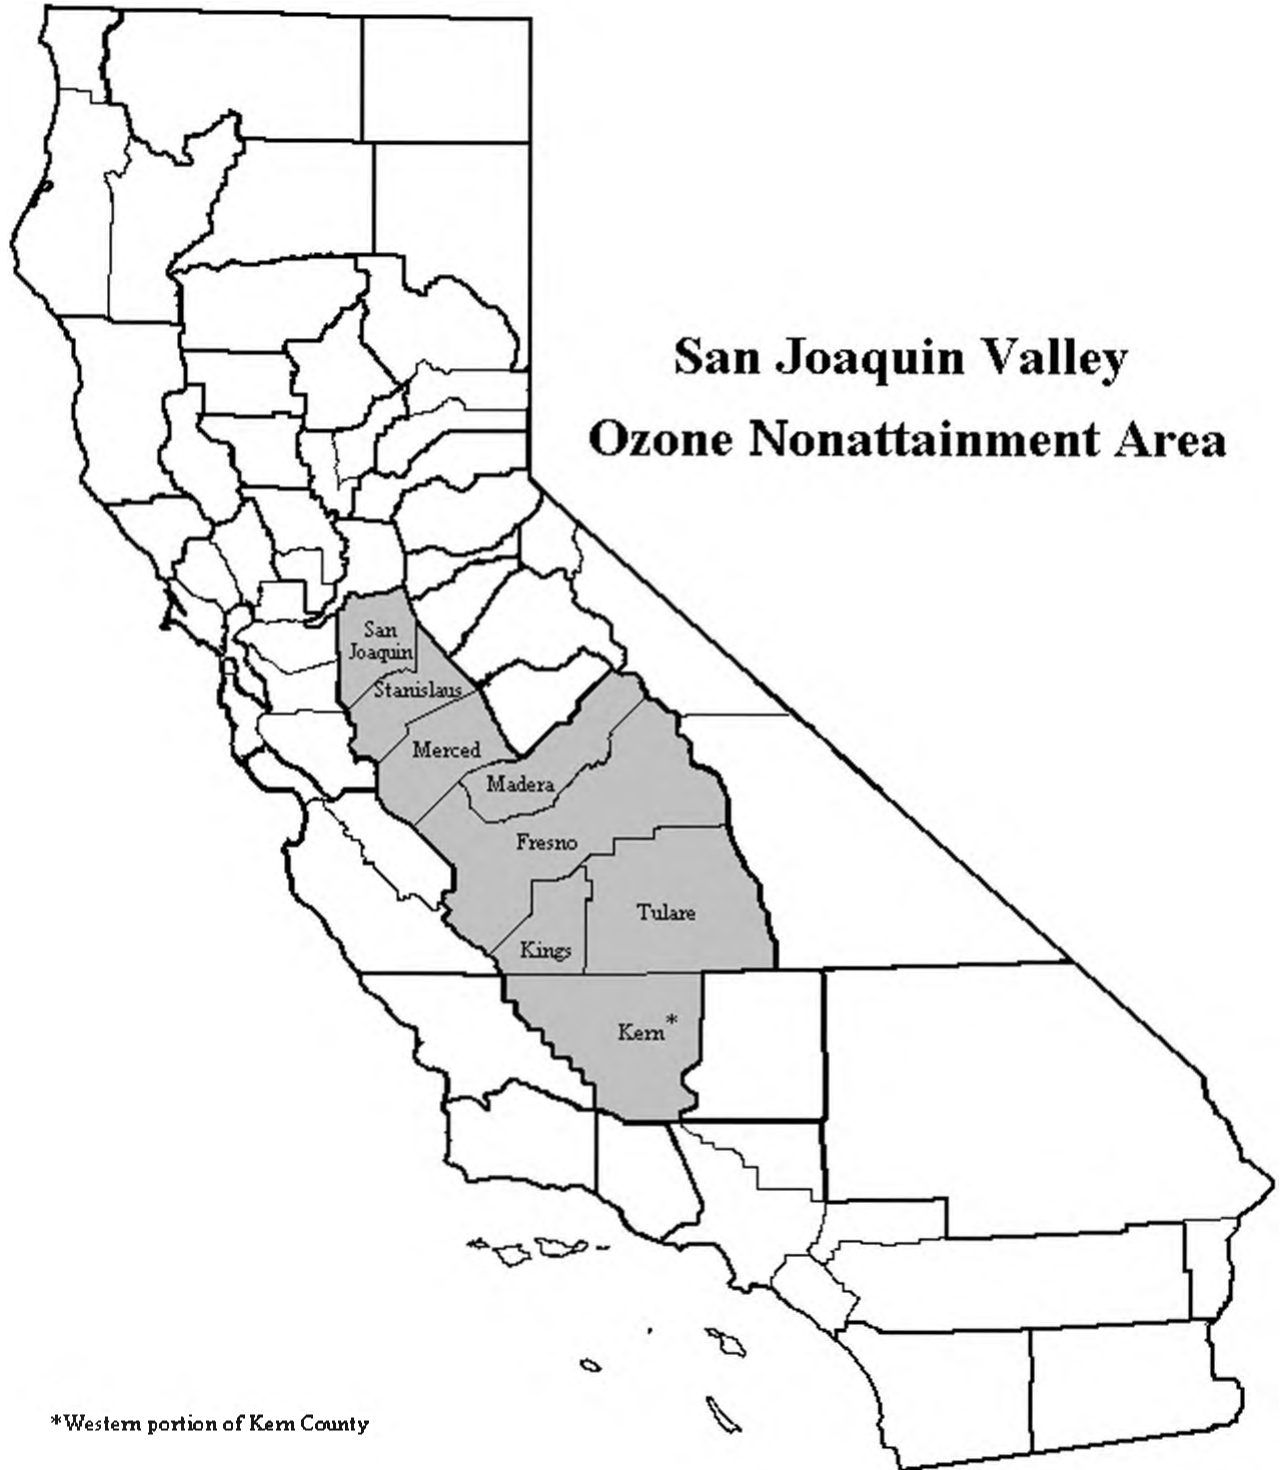 San Joaquin Valley
Ozone Nonattainment Area
San
Joaquin
Stanislaus
Merced
Madera
Fresno
Tulare
Kings
Kern*
*Western portion of Kern County